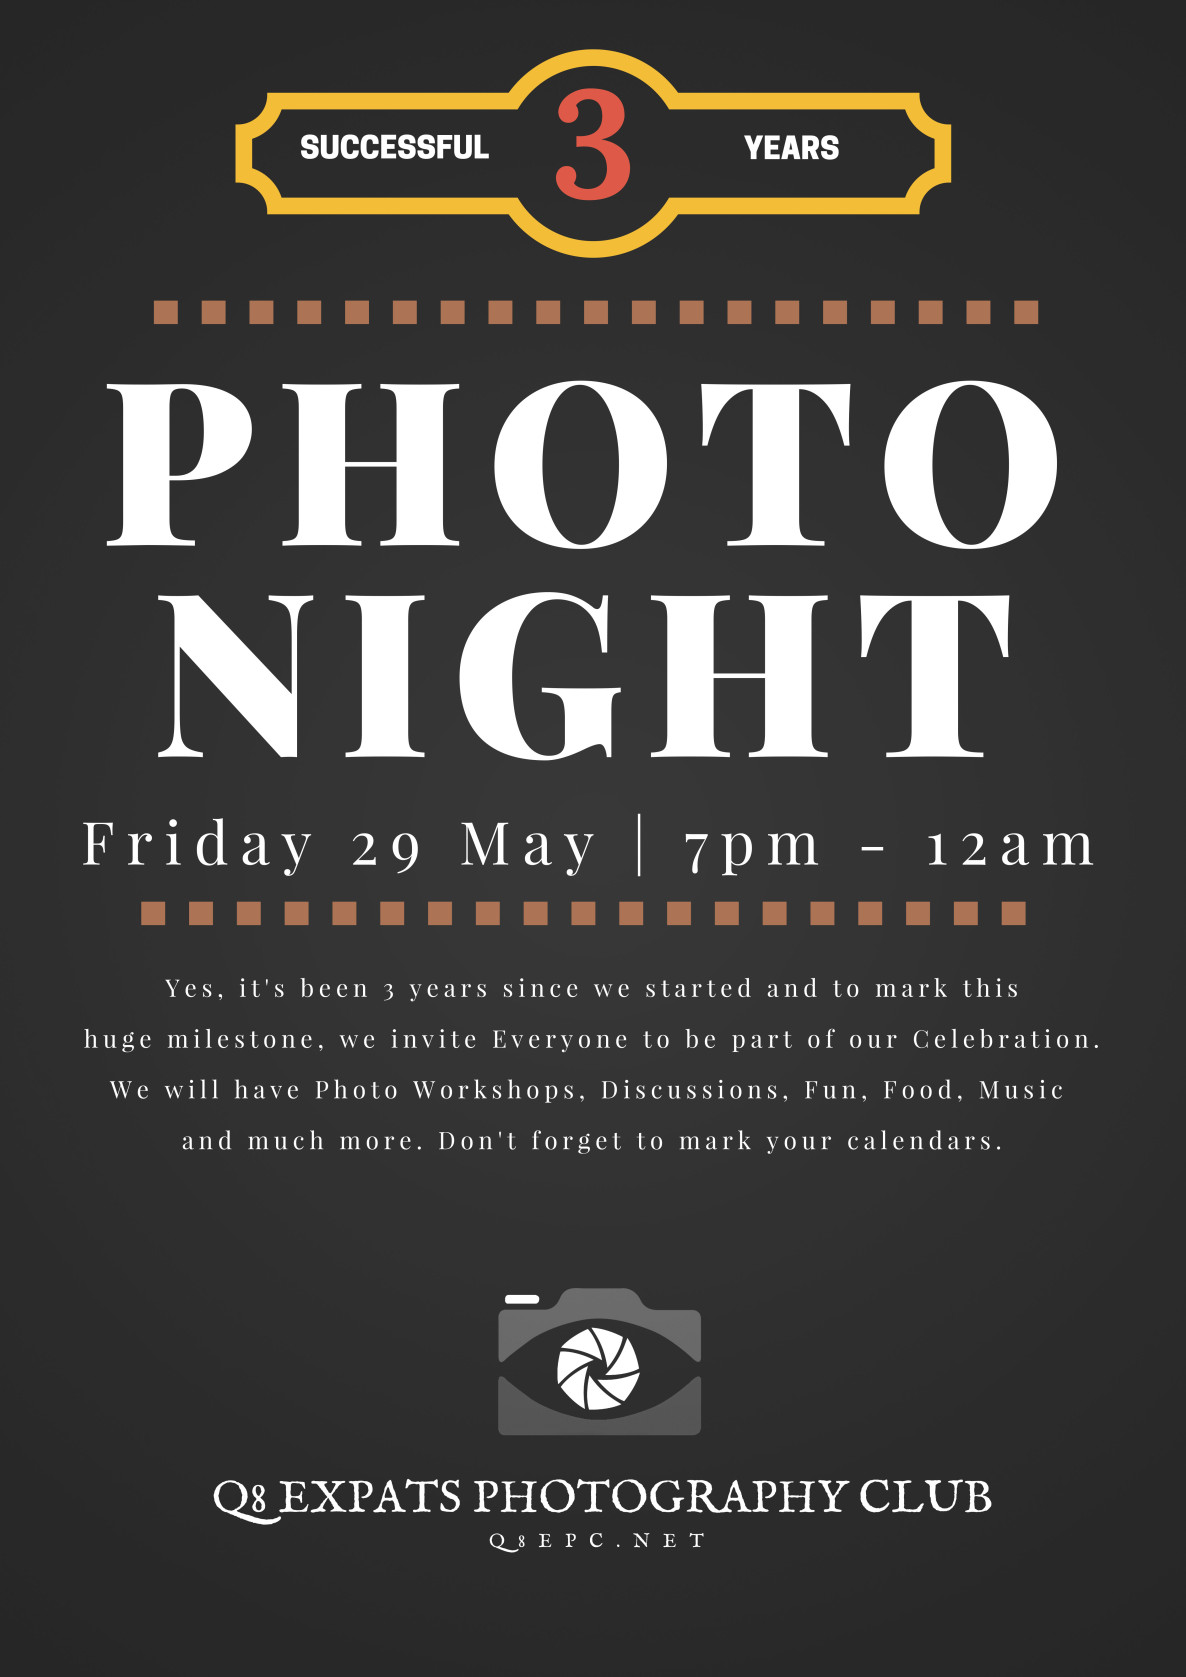 SUCCESSFUL 3 YEARS
PHOTO
NIGHT
Friday 29 May | 7pm - 12am
Yes, it's been 3 years since we started and to mark this
huge milestone, we invite Everyone to be part of our Celebration.
We will have Photo Workshops, Discussions, Fun, Food, Music
and much more. Don't forget to mark your calendars.
Q8 EXPATS PHOTOGRAPHY CLUB
Q8EPC.NET